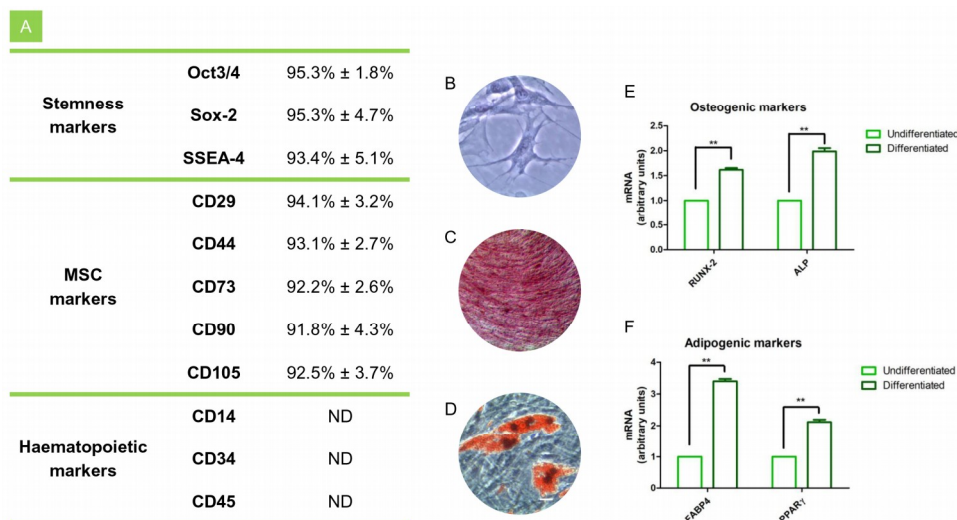 A
Stemness markers
Oct3/4 95.3% ± 1.8%
Sox-2 95.3% ± 4.7%
SSEA-4 93.4% ± 5.1%
MSC markers
CD29 94.1% ± 3.2%
CD44 93.1% ± 2.7%
CD73 92.2% ± 2.6%
CD90 91.8% ± 4.3%
CD105 92.5% ± 3.7%
Haematopoietic markers
CD14 ND
CD34 ND
CD45 ND
B
C
D
E
Osteogenic markers
mRNA
(arbitrary units)
2.5
2.0
1.5
1.0
0.5
0.0
**
**
RUNX-2
ALP
Undifferentiated
Differentiated
F
Adipogenic markers
mRNA
(arbitrary units)
4
3
2
1
0
**
**
FABP4
PPARγ
Undifferentiated
Differentiated